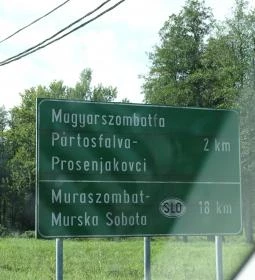 Magyarszombatfa
Pártosfalva- 2 km
Prosenjakovci
Muraszombat-
Murska Sobota SLO 18 km